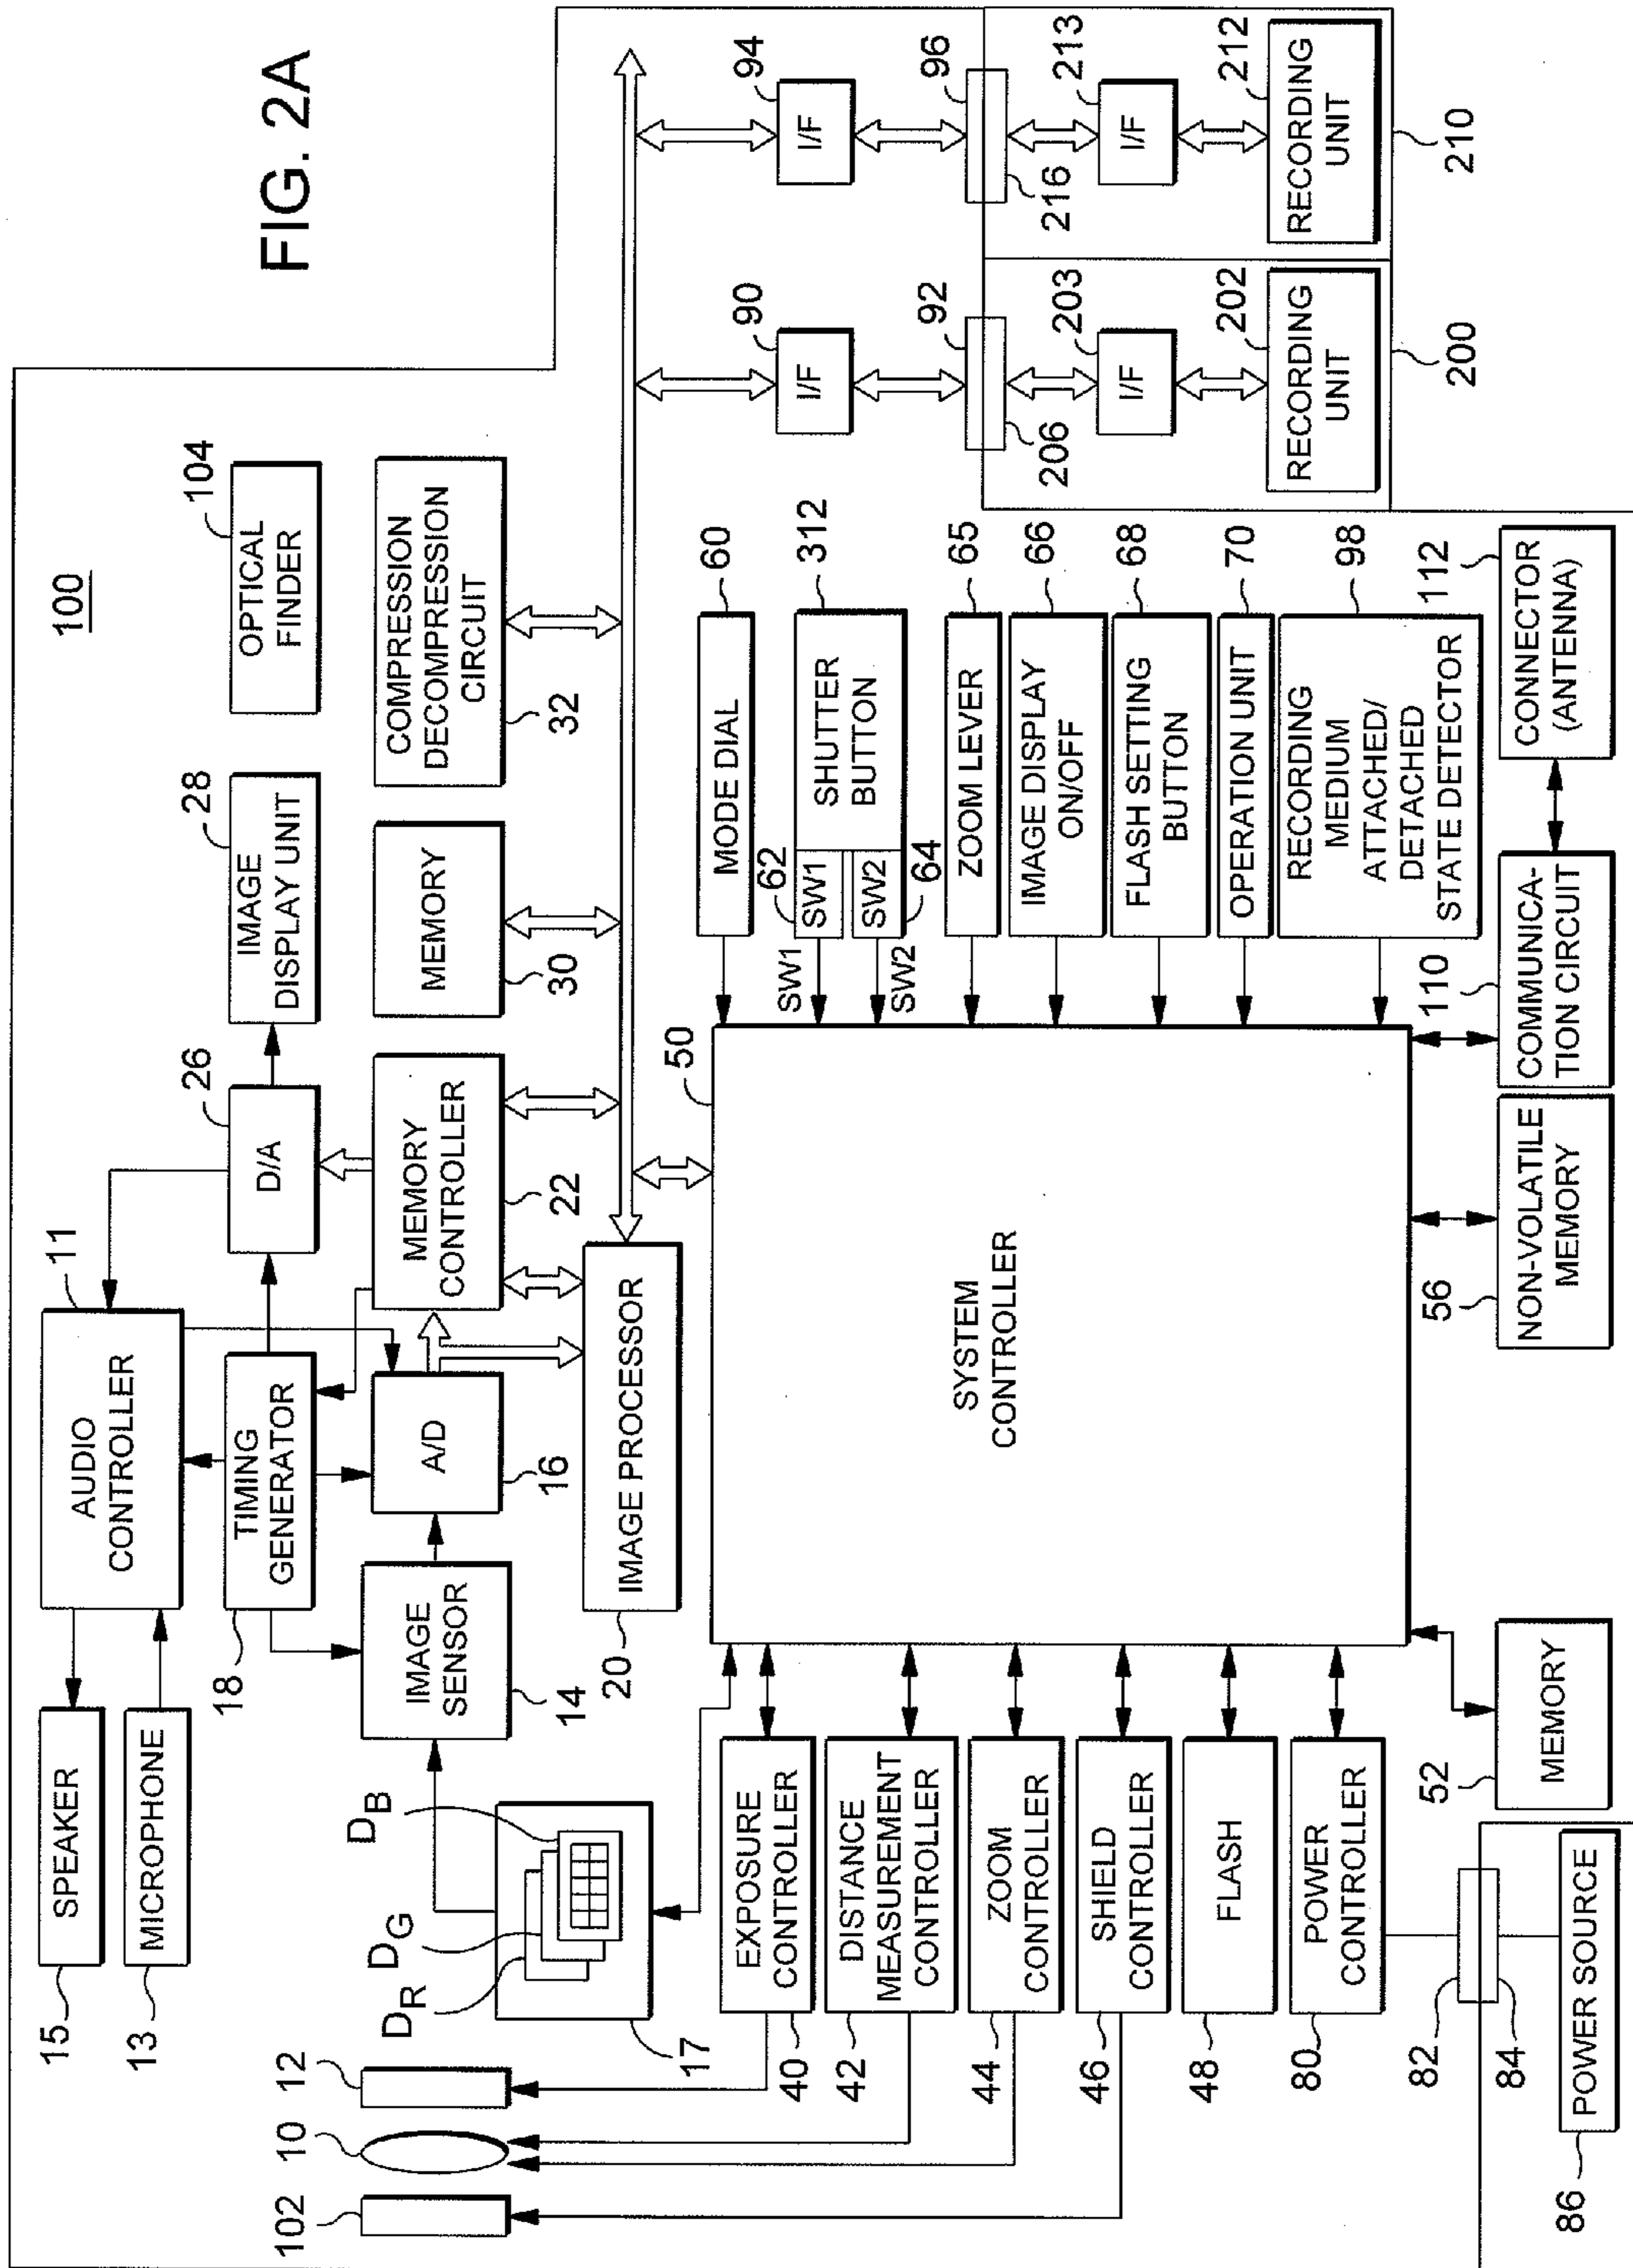 FIG. 2A
100
15
SPEAKER
13
MICROPHONE
11
AUDIO
CONTROLLER
18
TIMING
GENERATOR
26
D/A
28
IMAGE
DISPLAY UNIT
104
OPTICAL
FINDER
102
10
12
17
D_R
D_G
D_B
14
IMAGE
SENSOR
16
A/D
22
MEMORY
CONTROLLER
30
MEMORY
32
COMPRESSION
DECOMPRESSION
CIRCUIT
20
IMAGE PROCESSOR
94
I/F
90
I/F
96
92
216
206
213
I/F
203
I/F
212
RECORDING
UNIT
202
RECORDING
UNIT
210
200
50
SYSTEM
CONTROLLER
40
EXPOSURE
CONTROLLER
42
DISTANCE
MEASUREMENT
CONTROLLER
44
ZOOM
CONTROLLER
46
SHIELD
CONTROLLER
48
FLASH
80
POWER
CONTROLLER
82
84
86
POWER SOURCE
52
MEMORY
56
NON-VOLATILE
MEMORY
110
COMMUNICA-
TION CIRCUIT
112
CONNECTOR
(ANTENNA)
60
MODE DIAL
312
SHUTTER
BUTTON
62
SW1
SW2
64
SW1
SW2
65
ZOOM LEVER
66
IMAGE DISPLAY
ON/OFF
68
FLASH SETTING
BUTTON
70
OPERATION UNIT
98
RECORDING
MEDIUM
ATTACHED/
DETACHED
STATE DETECTOR